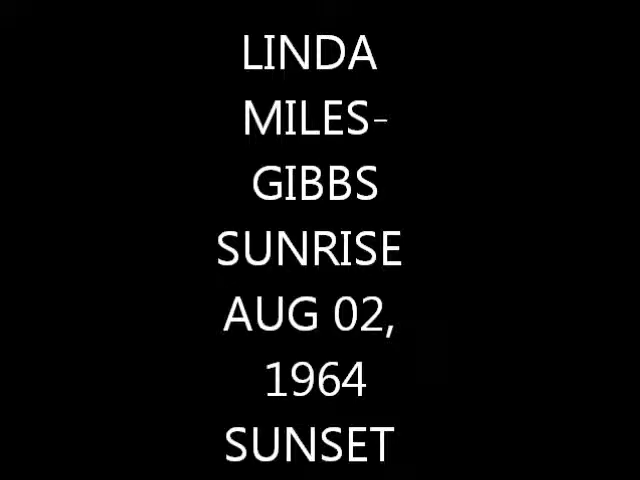 LINDA
MILES-
GIBBS
SUNRISE
AUG 02,
1964
SUNSET